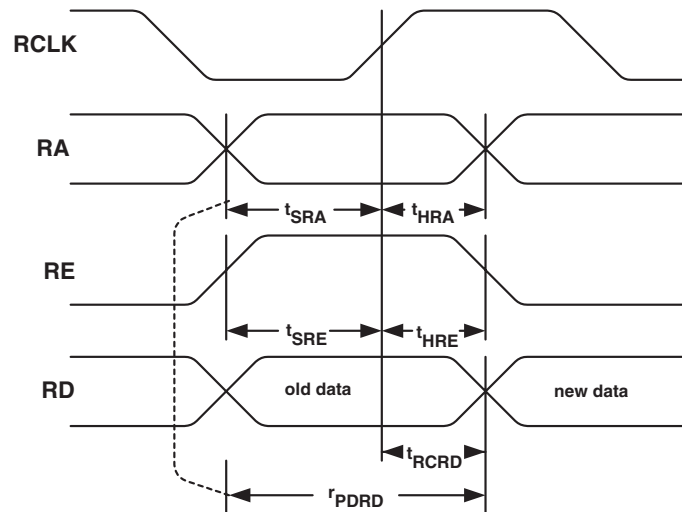 RCLK
RA
tSRA tHRA
RE
tSRE tHRE
RD old data new data
tRCRD
rPDRD